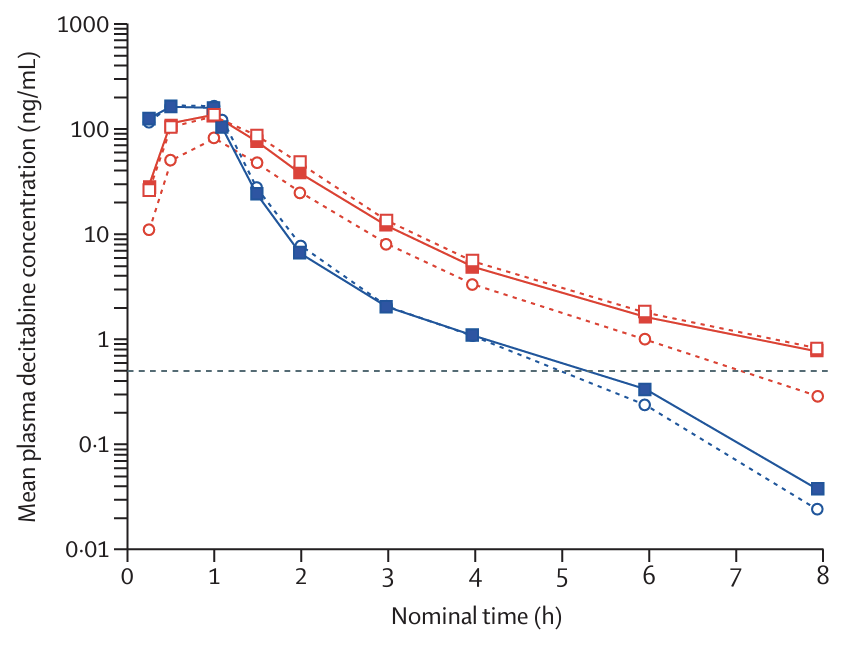 Mean plasma decitabine concentration (ng/mL)
1000
100
10
1
0·1
0·01
0 1 2 3 4 5 6 7 8
Nominal time (h)